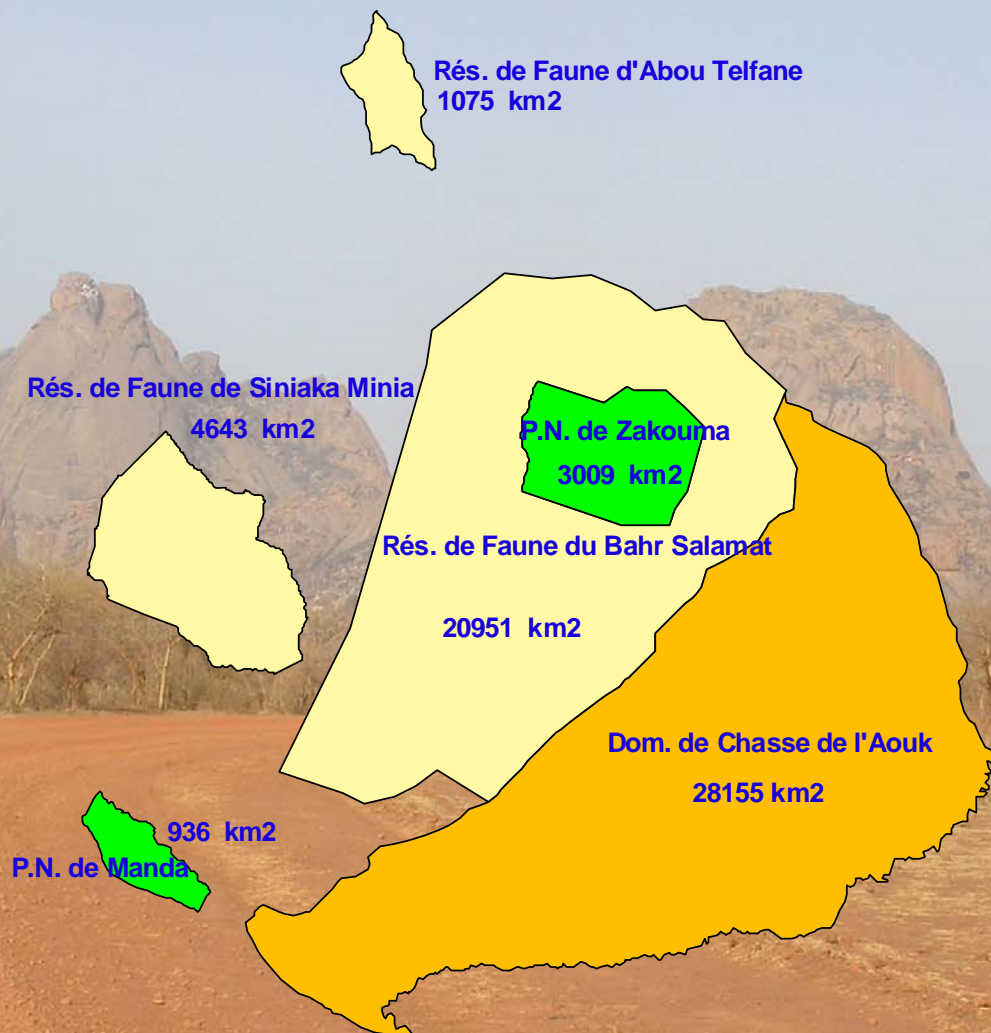 Rés. de Faune d'Abou Telfane
1075 km2
Rés. de Faune de Siniaka Minia
4643 km2
P.N. de Zakouma
3009 km2
Rés. de Faune du Bahr Salamat
20951 km2
Dom. de Chasse de l'Aouk
28155 km2
936 km2
P.N. de Manda